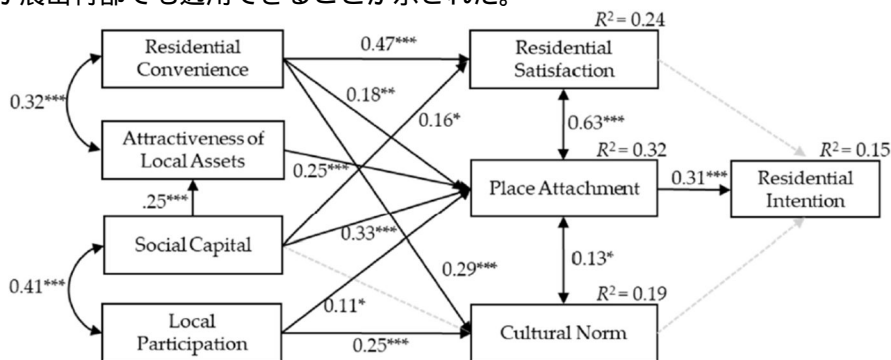 R² = 0.24
Residential
Convenience
0.47***
Residential
Satisfaction
0.32***
0.18**
0.16*
0.63***
Attractiveness of
Local Assets
0.25***
R² = 0.32
R² = 0.15
Place Attachment
0.31***
Residential
Intention
.25***
Social Capital
0.33***
0.29***
0.13*
0.41***
R² = 0.19
0.11*
Local
Participation
0.25***
Cultural Norm